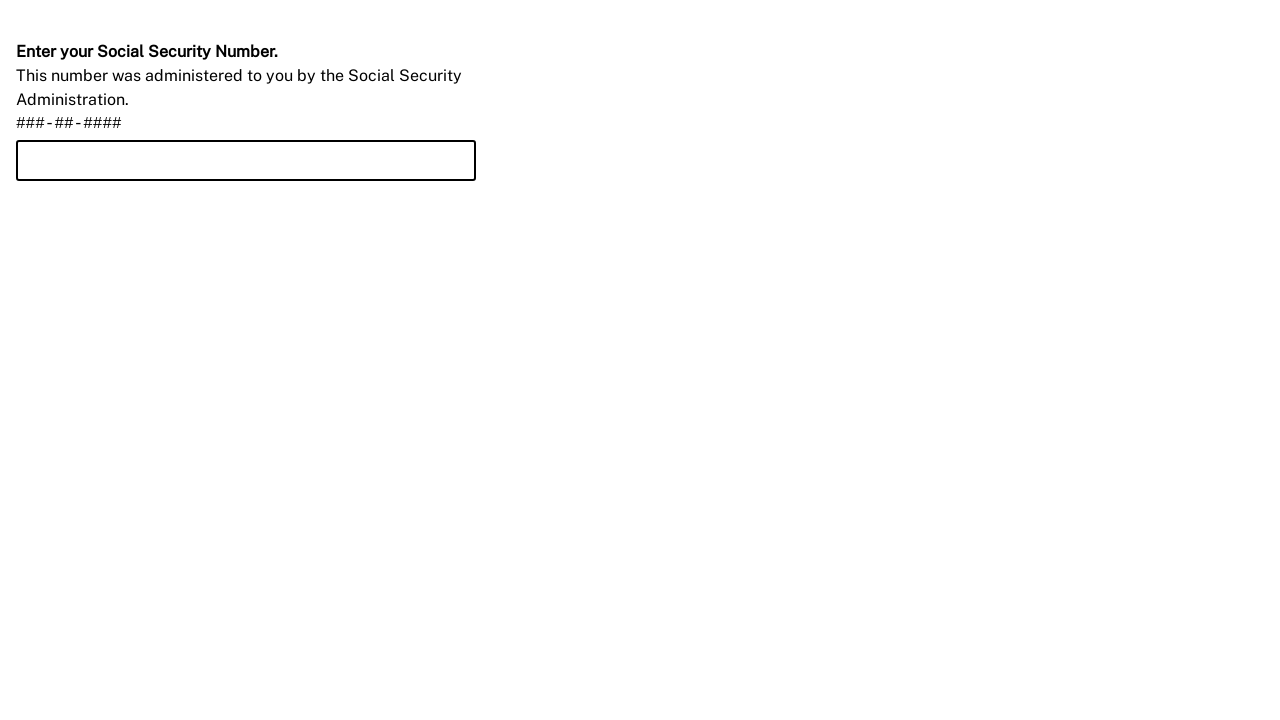 Enter your Social Security Number.
This number was administered to you by the Social Security
Administration.
###-##-####